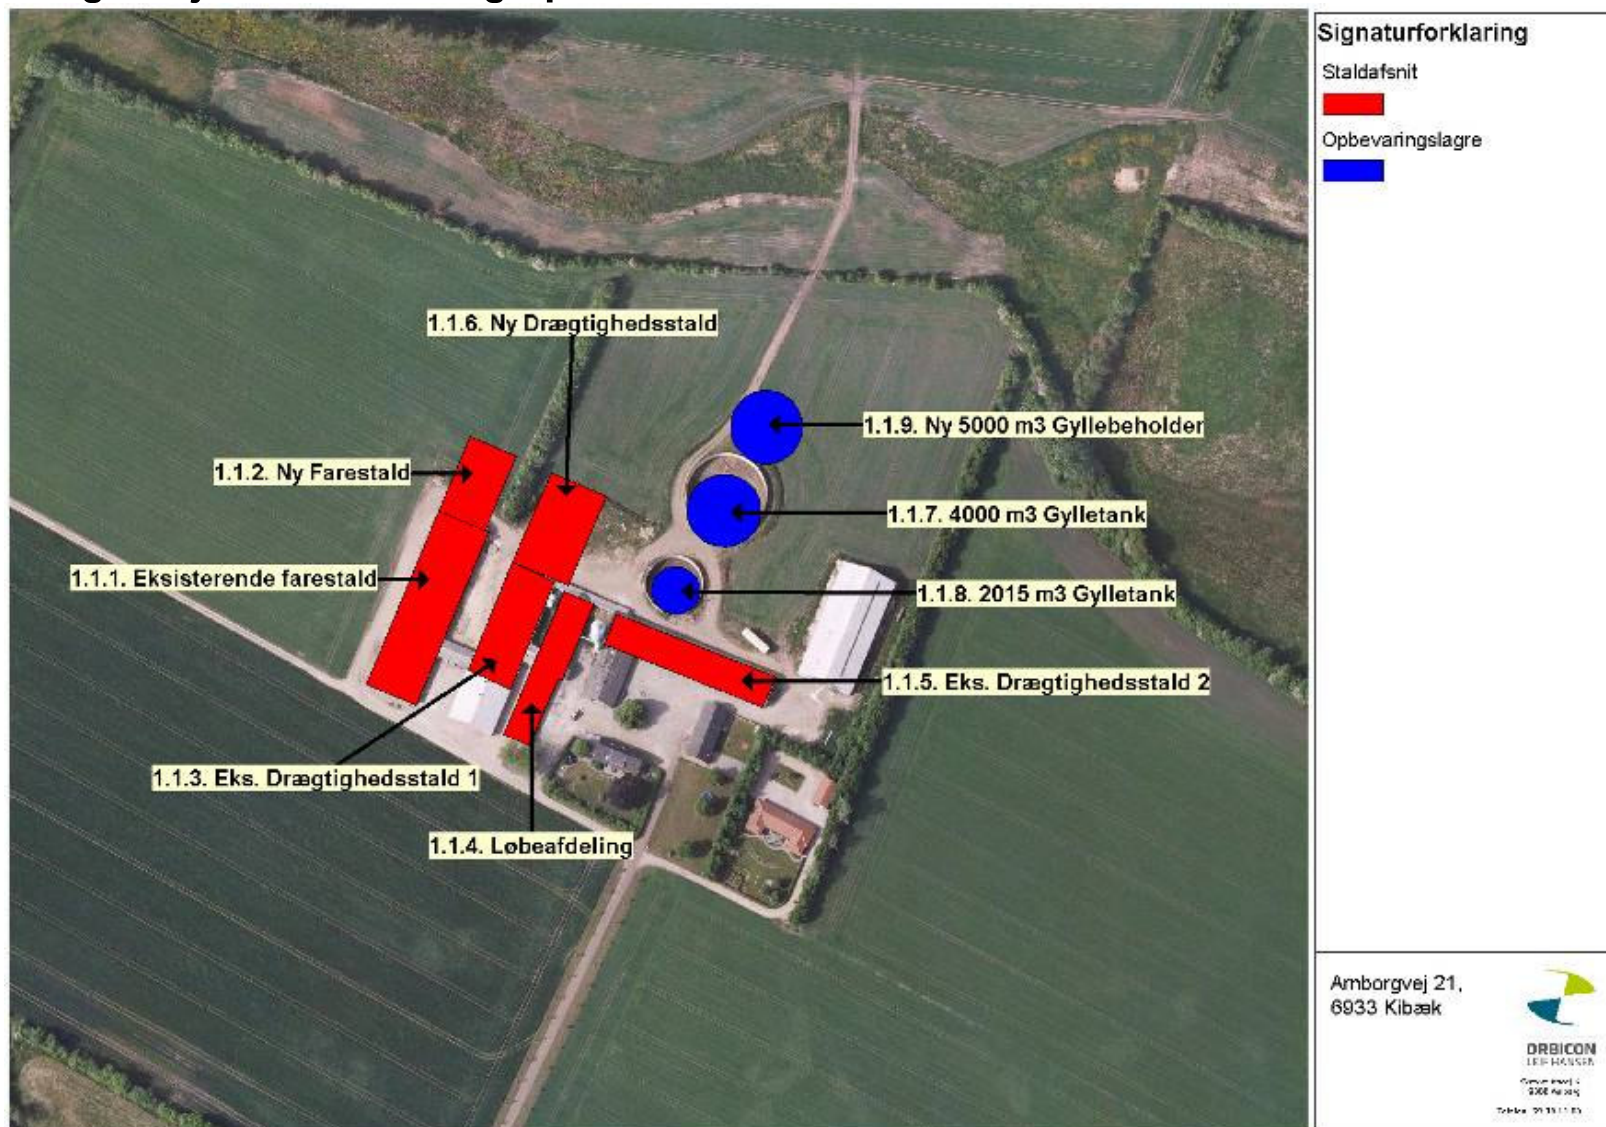 Signaturforklaring
Staldafsnit
Opbevaringslagre
1.1.6. Ny Drægtighedsstald
1.1.9. Ny 5000 m3 Gyllebeholder
1.1.2. Ny Farestald
1.1.7. 4000 m3 Gylletank
1.1.1. Eksisterende farestald
1.1.8. 2015 m3 Gylletank
1.1.5. Eks. Drægtighedsstald 2
1.1.3. Eks. Drægtighedsstald 1
1.1.4. Løbeafdeling
Arnborgvej 21,
6933 Kibæk
ORBICON
LEIF HANSEN